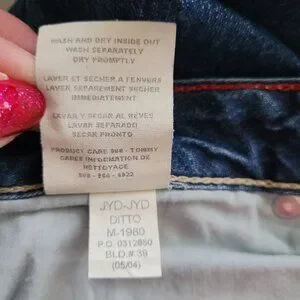 WASH AND DRY INSIDE OUT
WASH SEPARATELY
DRY PROMPTLY
LAVER ET SECHER A L'ENVERS
LAVER SEPAREMENT SECHER
IMMEDIATEMENT
LAVAR Y SECAR AL REVES
LAVAR SEPARADO
SECAR PRONTO
PRODUCT CARE 888 - TOMMY
CARES INFORMATION DE
NETTOYAGE
JYD-JYD
DITTO
M-1980
P.O. 0312850
BLD.# 39
(05/04)